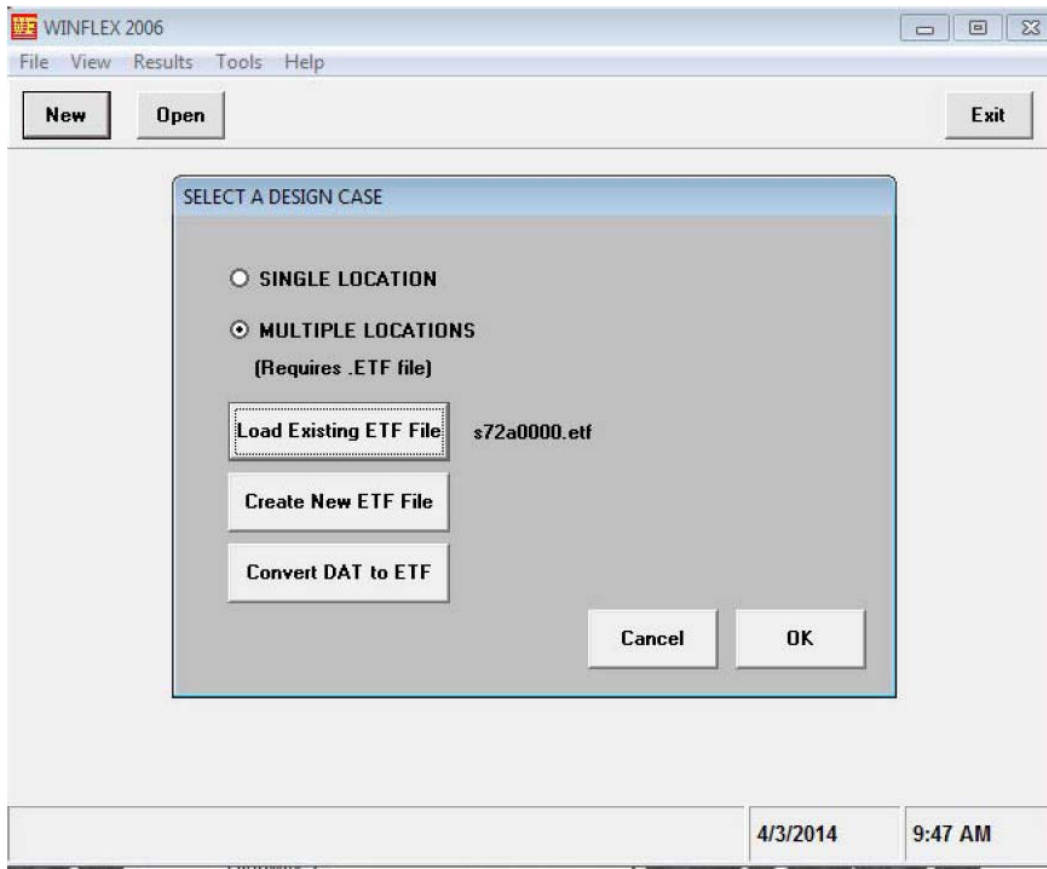 WINFLEX 2006
File View Results Tools Help
New Open Exit
SELECT A DESIGN CASE
SINGLE LOCATION
MULTIPLE LOCATIONS
(Requires .ETF file)
Load Existing ETF File s72a0000.etf
Create New ETF File
Convert DAT to ETF
Cancel OK
4/3/2014 9:47 AM